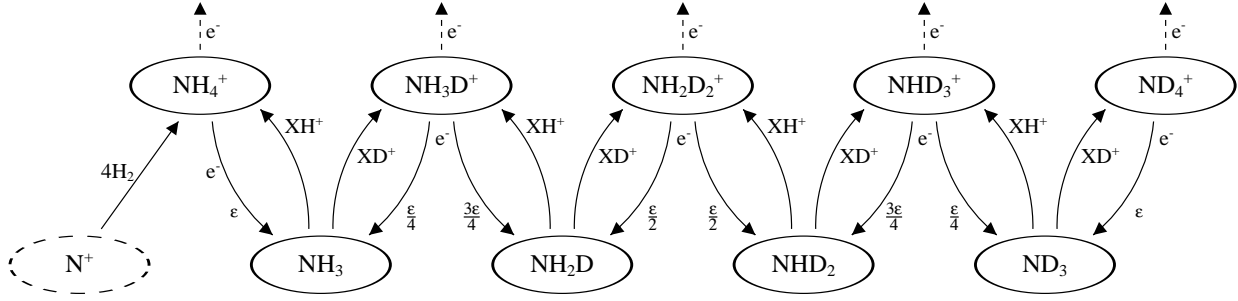 e⁻ e⁻ e⁻ e⁻ e⁻
NH₄⁺ NH₃D⁺ NH₂D₂⁺ NHD₃⁺ ND₄⁺
XH⁺ e⁻ XH⁺ e⁻ XH⁺ e⁻ XH⁺ e⁻
4H₂ e⁻ XD⁺ XD⁺ XD⁺ XD⁺
ε ε/4 3ε/4 ε/2 ε/2 3ε/4 ε/4 ε
N⁺ NH₃ NH₂D NHD₂ ND₃